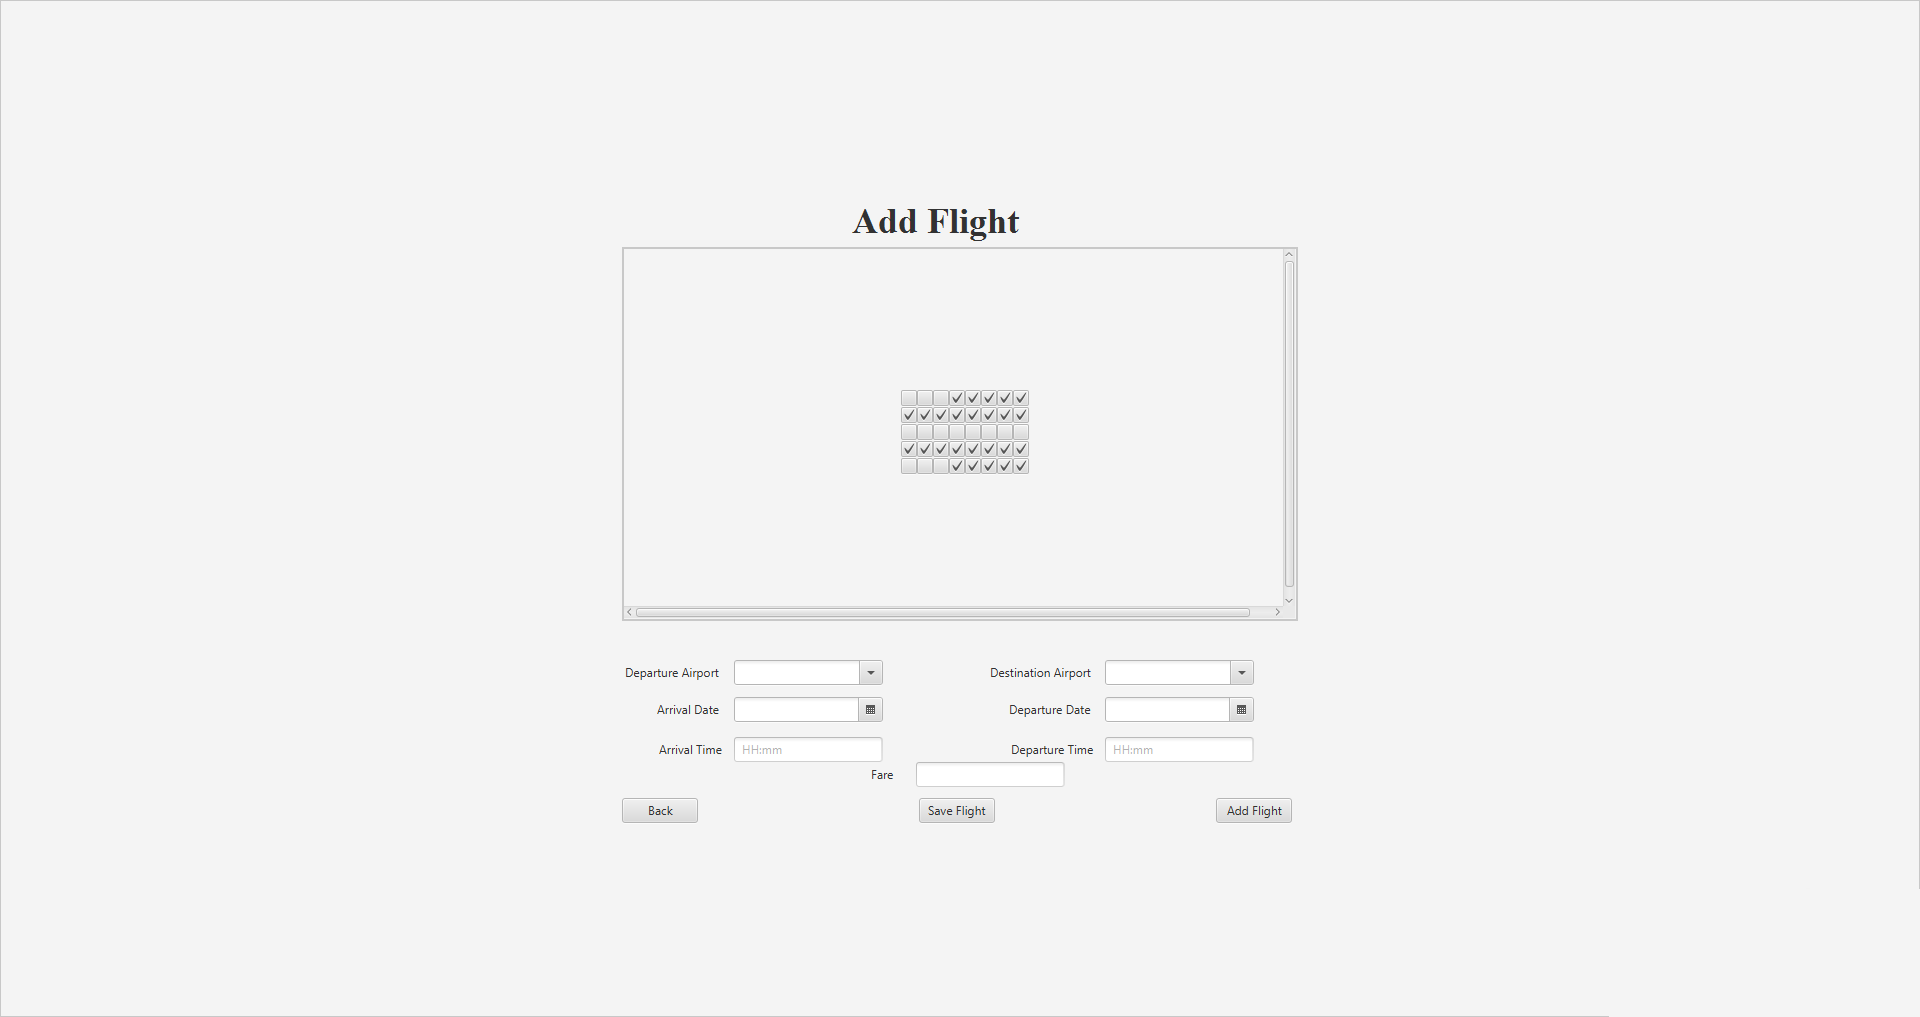 Add Flight
Departure Airport
Destination Airport
Arrival Date
Departure Date
Arrival Time HH:mm
Departure Time HH:mm
Fare
Back
Save Flight
Add Flight